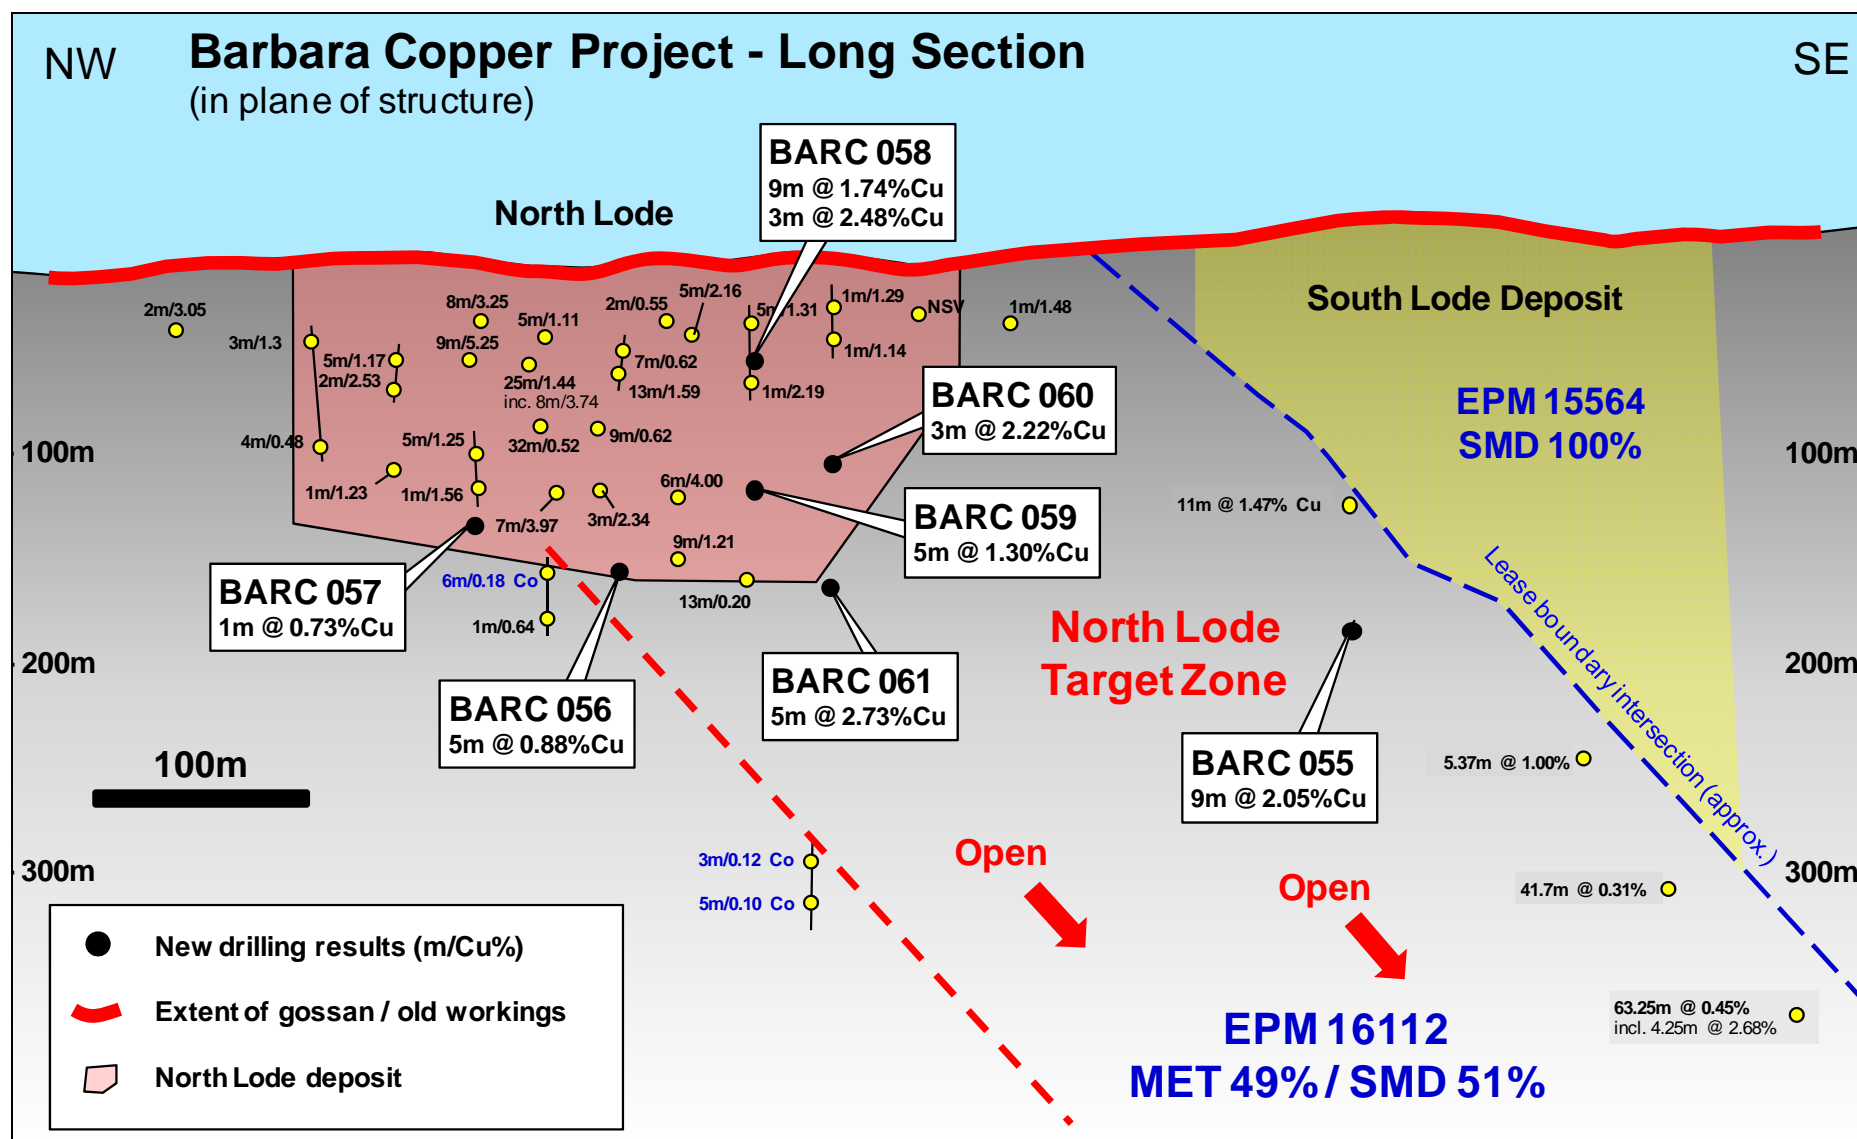 NW
Barbara Copper Project - Long Section
SE
(in plane of structure)
BARC 058
9m @ 1.74%Cu
3m @ 2.48%Cu
North Lode
2m/3.05
3m/1.3
8m/3.25
5m/1.11
2m/0.55
5m/2.16
5m/1.31
1m/1.29
NSV
1m/1.48
South Lode Deposit
5m/1.17
2m/2.53
9m/5.25
25m/1.44
inc. 8m/3.74
7m/0.62
13m/1.59
1m/1.14
1m/2.19
BARC 060
3m @ 2.22%Cu
EPM 15564
SMD 100%
4m/0.48
5m/1.25
32m/0.52
9m/0.62
100m
100m
1m/1.23
1m/1.56
7m/3.97
3m/2.34
6m/4.00
BARC 059
5m @ 1.30%Cu
11m @ 1.47% Cu
9m/1.21
6m/0.18 Co
13m/0.20
1m/0.64
BARC 057
1m @ 0.73%Cu
Lease boundary intersection (approx.)
North Lode
Target Zone
200m
200m
BARC 056
5m @ 0.88%Cu
BARC 061
5m @ 2.73%Cu
BARC 055
9m @ 2.05%Cu
5.37m @ 1.00%
100m
3m/0.12 Co
5m/0.10 Co
Open
Open
300m
300m
41.7m @ 0.31%
63.25m @ 0.45%
incl. 4.25m @ 2.68%
EPM 16112
MET 49% / SMD 51%
New drilling results (m/Cu%)
Extent of gossan / old workings
North Lode deposit